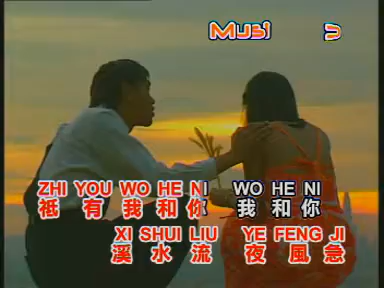 ZHI YOU WO HE NI WO HE NI
祗 有 我 和 你 我 和 你
XI SHUI LIU YE FENG JI
溪 水 流 夜 風 急